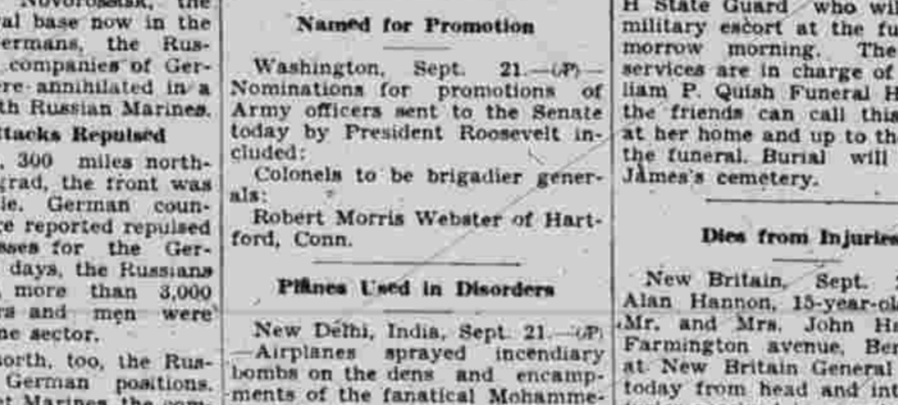 Novorossisk, the
al base now in the
ermans, the Rus-
companies of Ger-
re annihilated in a
th Russian Marines.
ttacks Repulsed
. 300 miles north-
grad, the front was
le. German coun-
e reported repulsed
sses for the Ger-
days, the Russians
, more than 3,000
rs and men were
ne sector.
orth, too, the Rus-
German positions.
t Marines, the com-
Named for Promotion
Washington, Sept. 21.—(AP)—
Nominations for promotions of
Army officers sent to the Senate
today by President Roosevelt in-
cluded:
Colonels to be brigadier gener-
als:
Robert Morris Webster of Hart-
ford, Conn.
Planes Used in Disorders
New Delhi, India, Sept. 21.—(AP)
—Airplanes sprayed incendiary
bombs on the dens and encamp-
ments of the fanatical Mohamme-
H State Guard who wil
military escort at the fu
morrow morning. The
services are in charge of
liam P. Quish Funeral H
the friends can call this
at her home and up to th
the funeral. Burial will
James's cemetery.
Dies from Injuries
New Britain, Sept.
Alan Hannon, 15-year-ol
Mr. and Mrs. John Ha
Farmington avenue, Ber
at New Britain General
today from head and int